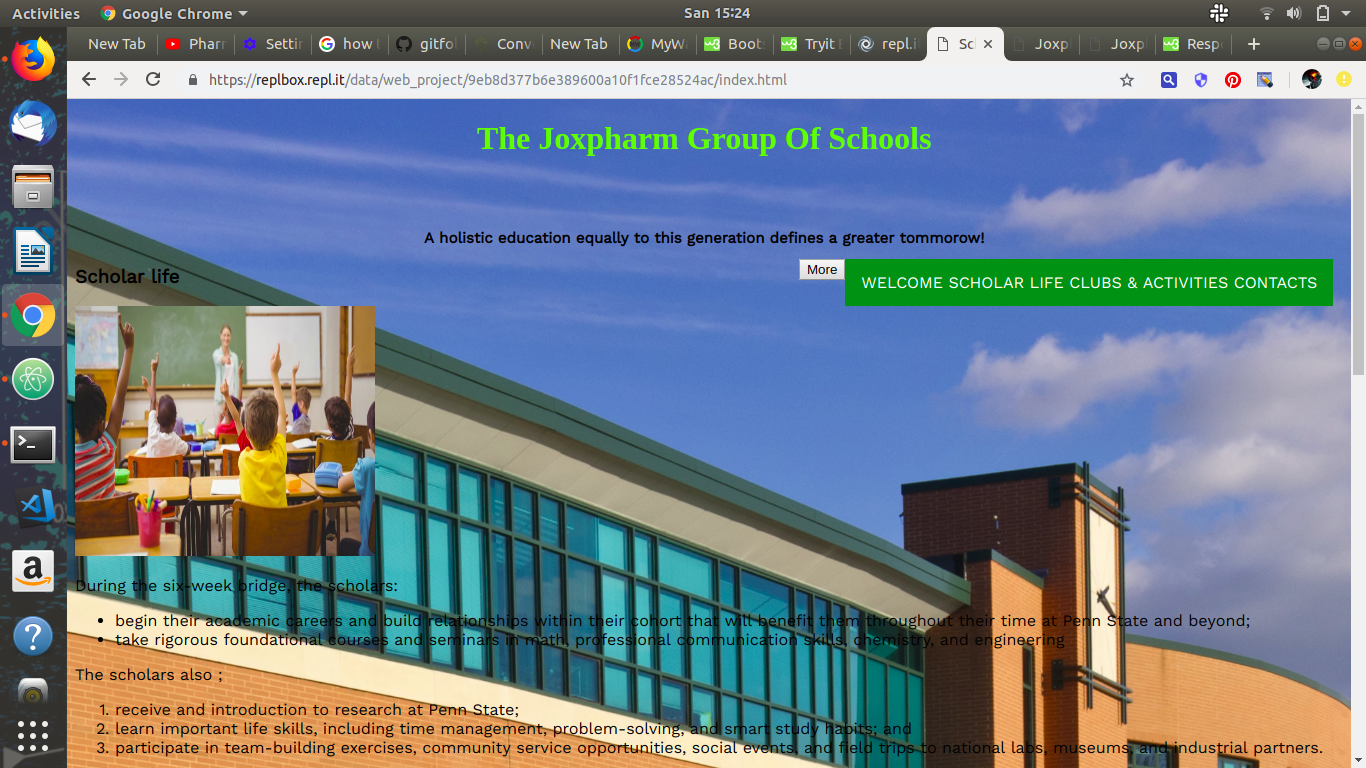 Activities Google Chrome San 15:24
New Tab Pharm Settin how gitfol Conv New Tab MyW Boots Tryit repl.it Sc Joxp Joxp Resp
https://replbox.repl.it/data/web_project/9eb8d377b6e389600a10f1fce28524ac/index.html
The Joxpharm Group Of Schools
A holistic education equally to this generation defines a greater tommorow!
Scholar life
More
WELCOME SCHOLAR LIFE CLUBS & ACTIVITIES CONTACTS
During the six-week bridge, the scholars:
• begin their academic careers and build relationships within their cohort that will benefit them throughout their time at Penn State and beyond;
• take rigorous foundational courses and seminars in math, professional communication skills, chemistry, and engineering
The scholars also ;
1. receive and introduction to research at Penn State;
2. learn important life skills, including time management, problem-solving, and smart study habits; and
3. participate in team-building exercises, community service opportunities, social events, and field trips to national labs, museums, and industrial partners.